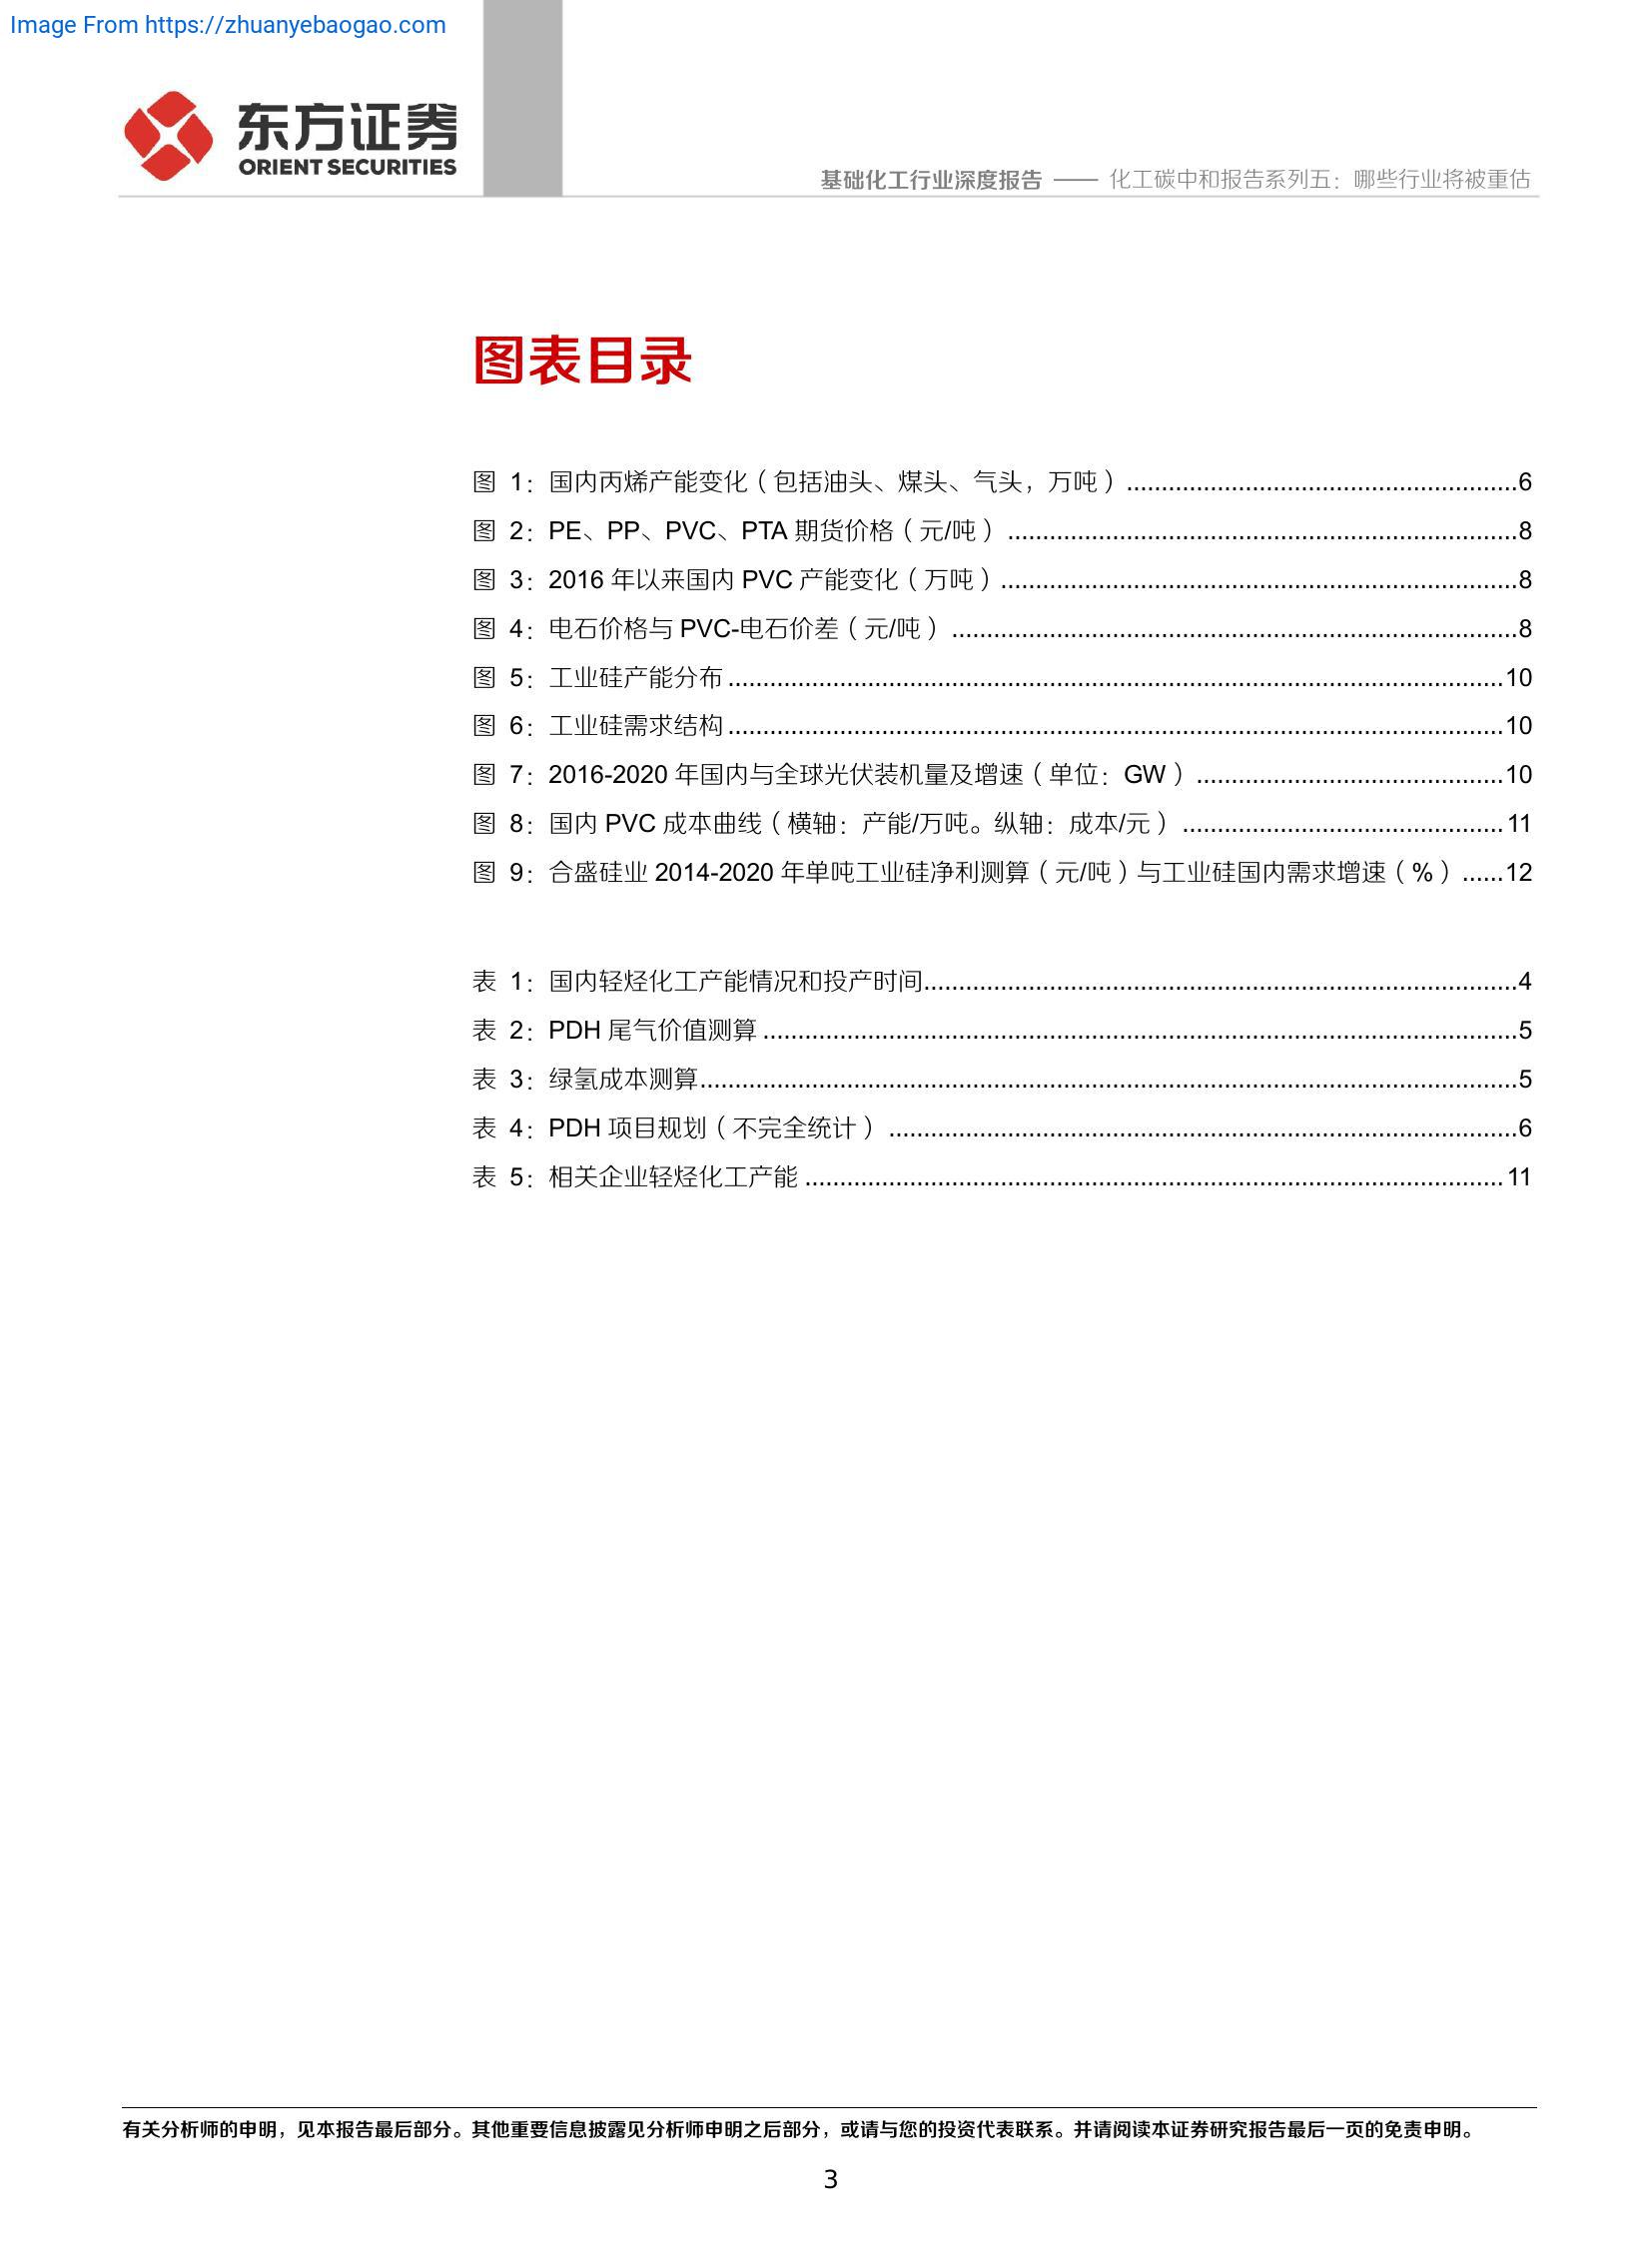 Image From https://zhuanyebaogao.com
东方证券
ORIENT SECURITIES
基础化工行业深度报告 —— 化工碳中和报告系列五：哪些行业将被重估
图表目录
图 1：国内丙烯产能变化（包括油头、煤头、气头，万吨）........................................................6
图 2：PE、PP、PVC、PTA 期货价格（元/吨）.........................................................................8
图 3：2016 年以来国内 PVC 产能变化（万吨）..........................................................................8
图 4：电石价格与 PVC-电石价差（元/吨）.................................................................................8
图 5：工业硅产能分布...............................................................................................................10
图 6：工业硅需求结构...............................................................................................................10
图 7：2016-2020 年国内与全球光伏装机量及增速（单位：GW）............................................10
图 8：国内 PVC 成本曲线（横轴：产能/万吨。纵轴：成本/元）..............................................11
图 9：合盛硅业 2014-2020 年单吨工业硅净利测算（元/吨）与工业硅国内需求增速（%）......12
表 1：国内轻烃化工产能情况和投产时间.....................................................................................4
表 2：PDH 尾气价值测算............................................................................................................5
表 3：绿氢成本测算.....................................................................................................................5
表 4：PDH 项目规划（不完全统计）..........................................................................................6
表 5：相关企业轻烃化工产能....................................................................................................11
有关分析师的申明，见本报告最后部分。其他重要信息披露见分析师申明之后部分，或请与您的投资代表联系。并请阅读本证券研究报告最后一页的免责申明。
3